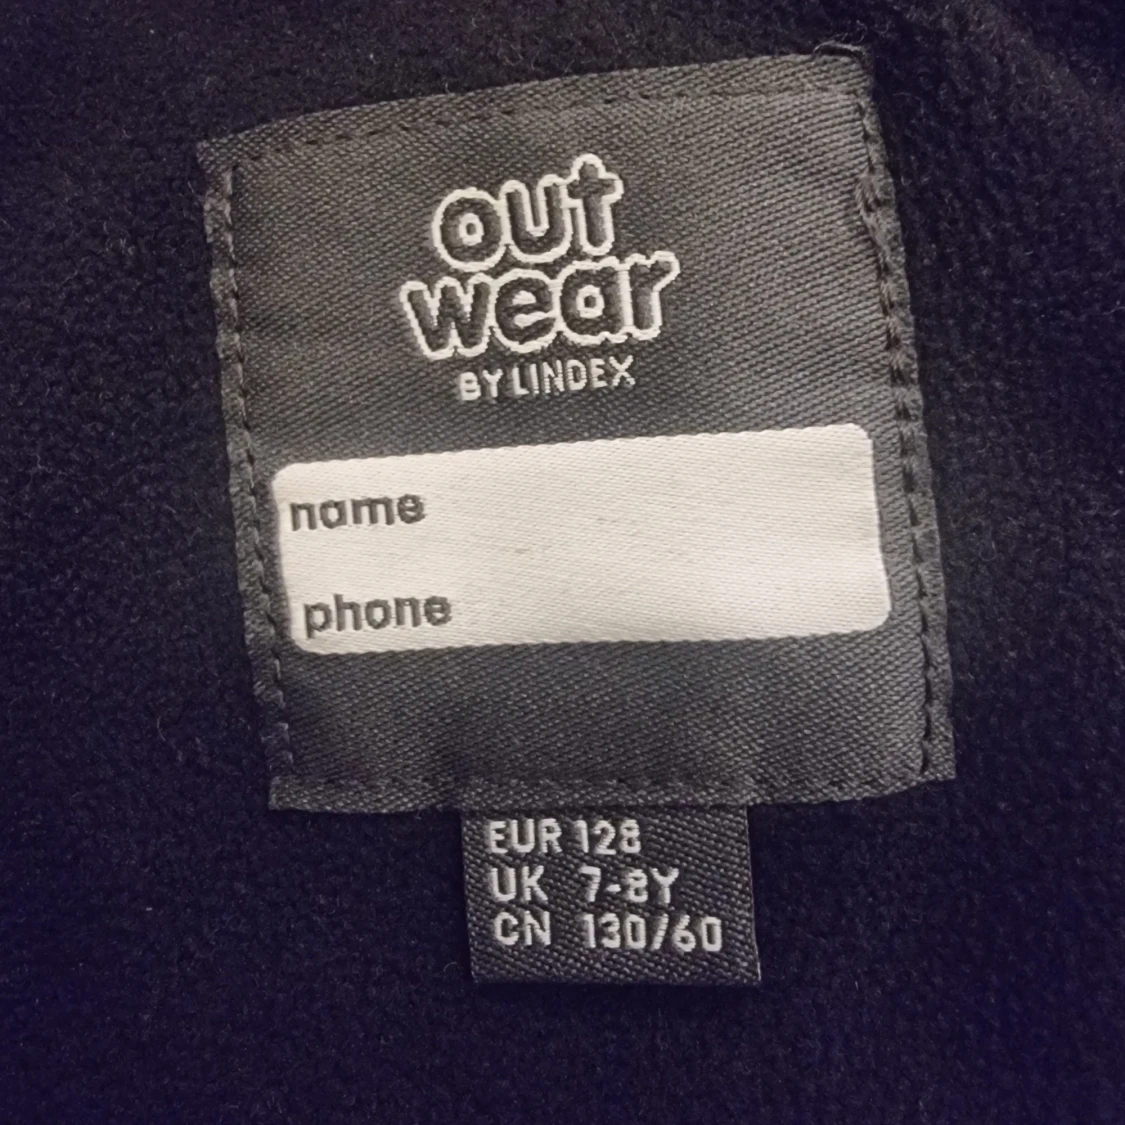 out
wear
BY LINDEX
name
phone
EUR 128
UK 7-8Y
CN 130/60